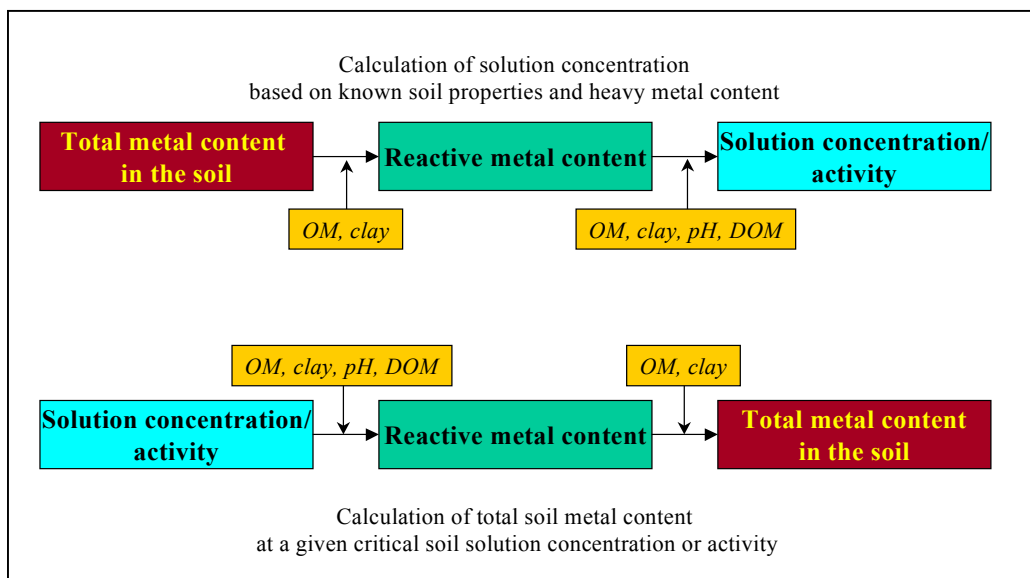 Calculation of solution concentration
based on known soil properties and heavy metal content
Total metal content
in the soil
Reactive metal content
Solution concentration/
activity
OM, clay
OM, clay, pH, DOM
OM, clay, pH, DOM
OM, clay
Solution concentration/
activity
Reactive metal content
Total metal content
in the soil
Calculation of total soil metal content
at a given critical soil solution concentration or activity